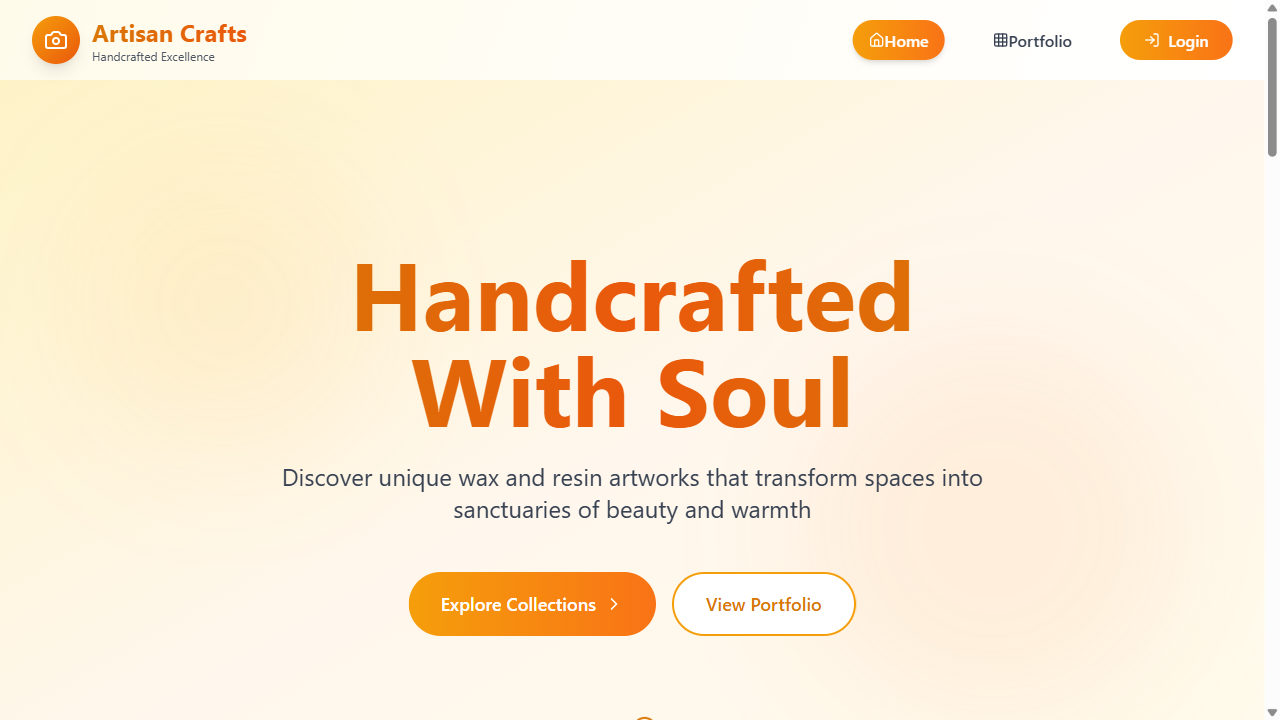 Artisan Crafts
Handcrafted Excellence
Home
Portfolio
Login
Handcrafted
With Soul
Discover unique wax and resin artworks that transform spaces into
sanctuaries of beauty and warmth
Explore Collections
View Portfolio